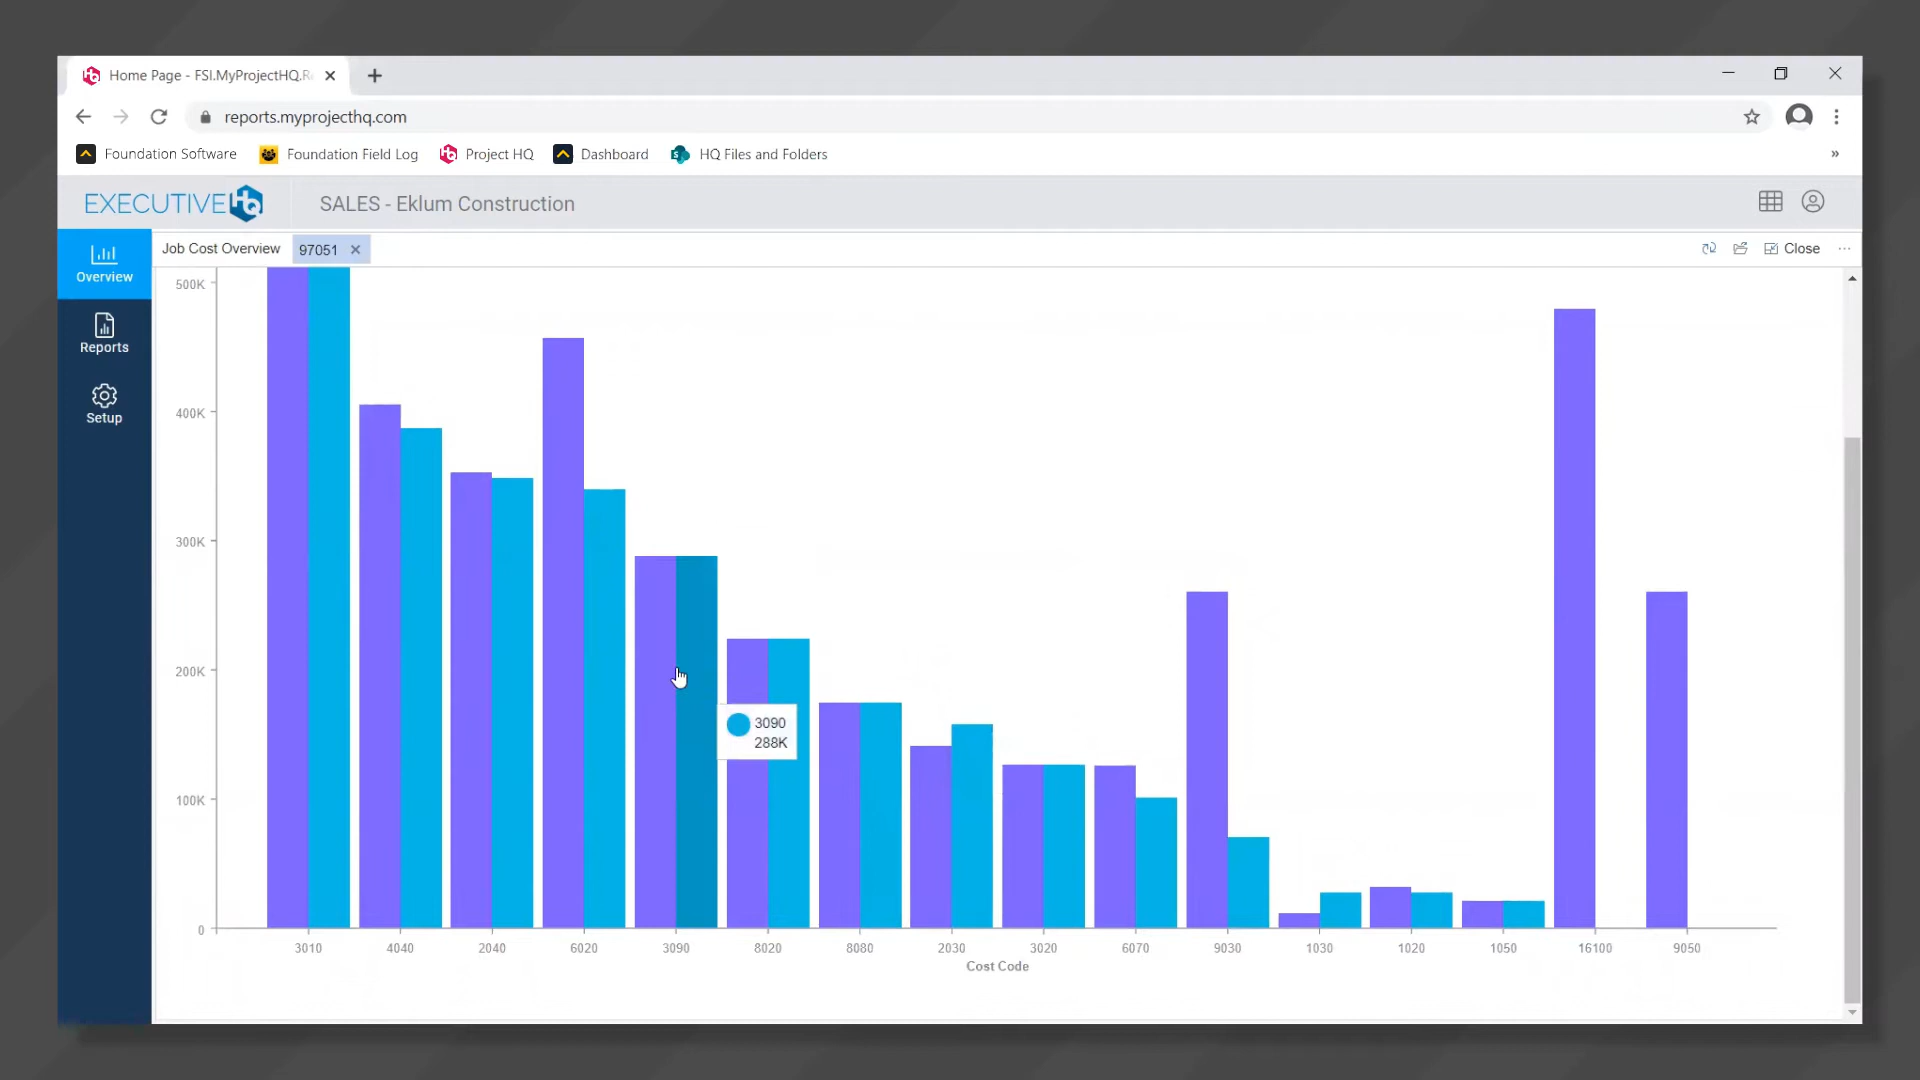 Home Page - FSI.MyProjectHQ.R
reports.myprojecthq.com
Foundation Software Foundation Field Log Project HQ Dashboard HQ Files and Folders »
EXECUTIVE HQ SALES - Eklum Construction
Job Cost Overview 97051 Close
Overview
Reports
Setup
500K
400K
300K
200K
100K
0
3090
288K
3010 4040 2040 6020 3090 8020 8080 2030 3020 6070 9030 1030 1020 1050 16100 9050
Cost Code